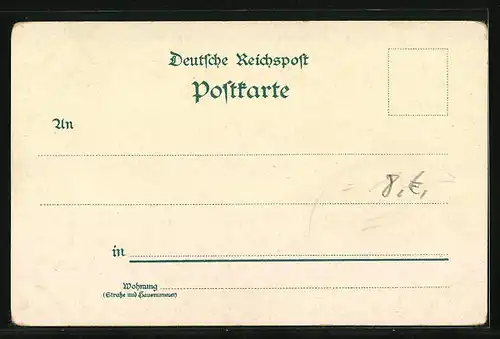 Deutsche Reichspost
Postkarte
An
8,€,
in
Wohnung
(Straße und Hausnummer)